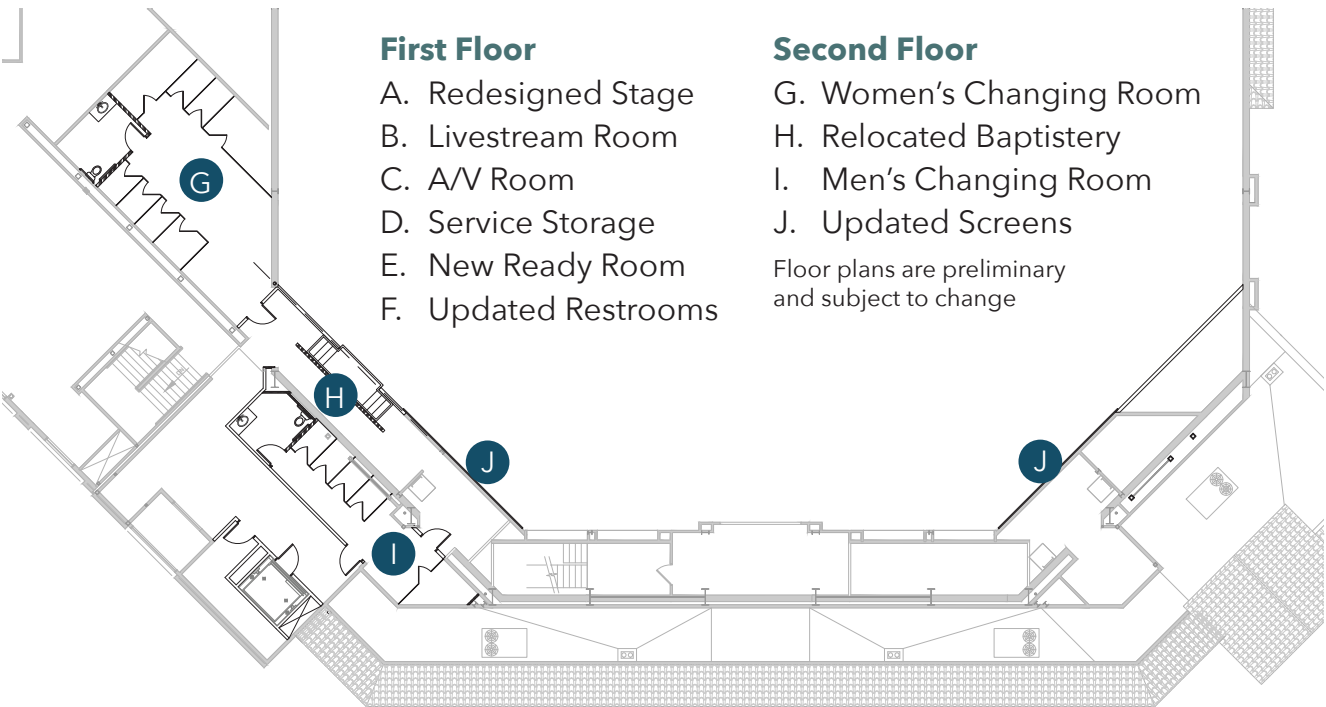 First Floor
A. Redesigned Stage
B. Livestream Room
C. A/V Room
D. Service Storage
E. New Ready Room
F. Updated Restrooms
Second Floor
G. Women’s Changing Room
H. Relocated Baptistery
I. Men’s Changing Room
J. Updated Screens
Floor plans are preliminary
and subject to change
G
H
J
J
I